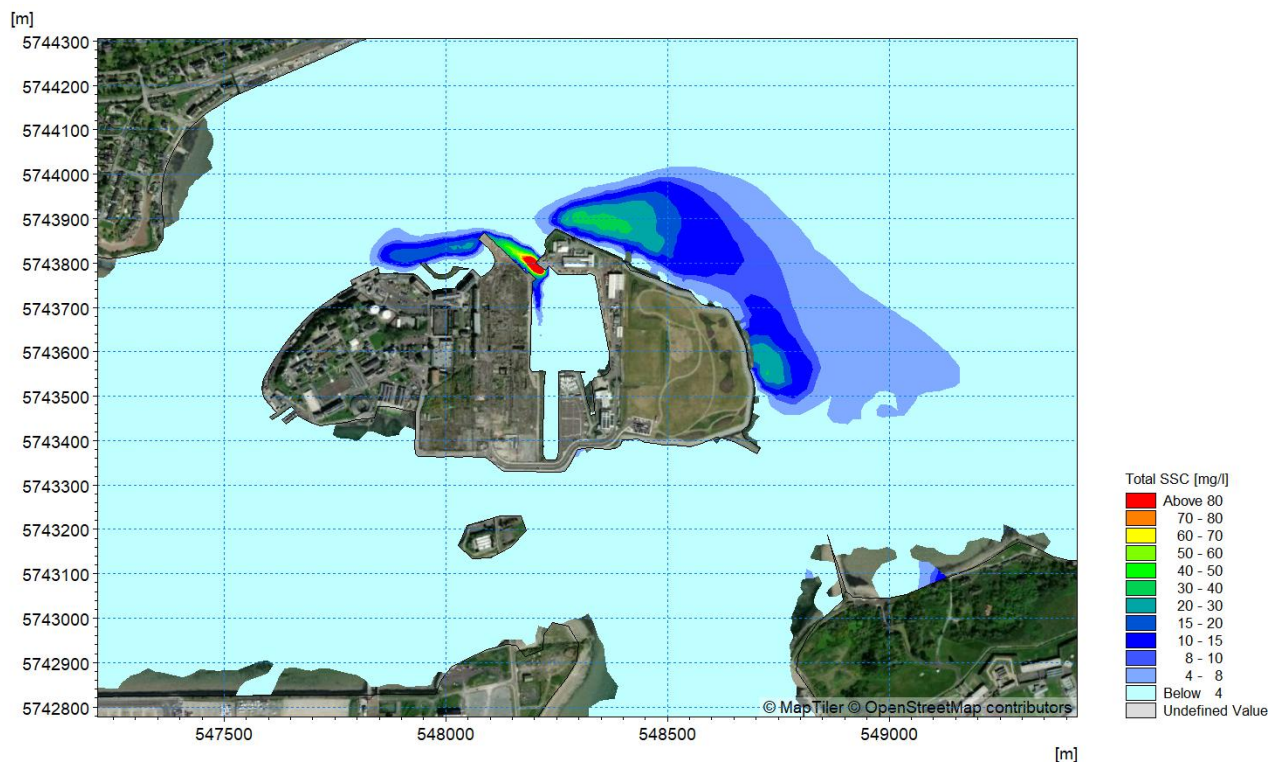 [m]
5744300
5744200
5744100
5744000
5743900
5743800
5743700
5743600
5743500
5743400
5743300
5743200
5743100
5743000
5742900
5742800
547500 548000 548500 549000
[m]
© MapTiler © OpenStreetMap contributors
Total SSC [mg/l]
Above 80
70 - 80
60 - 70
50 - 60
40 - 50
30 - 40
20 - 30
15 - 20
10 - 15
8 - 10
4 - 8
Below 4
Undefined Value